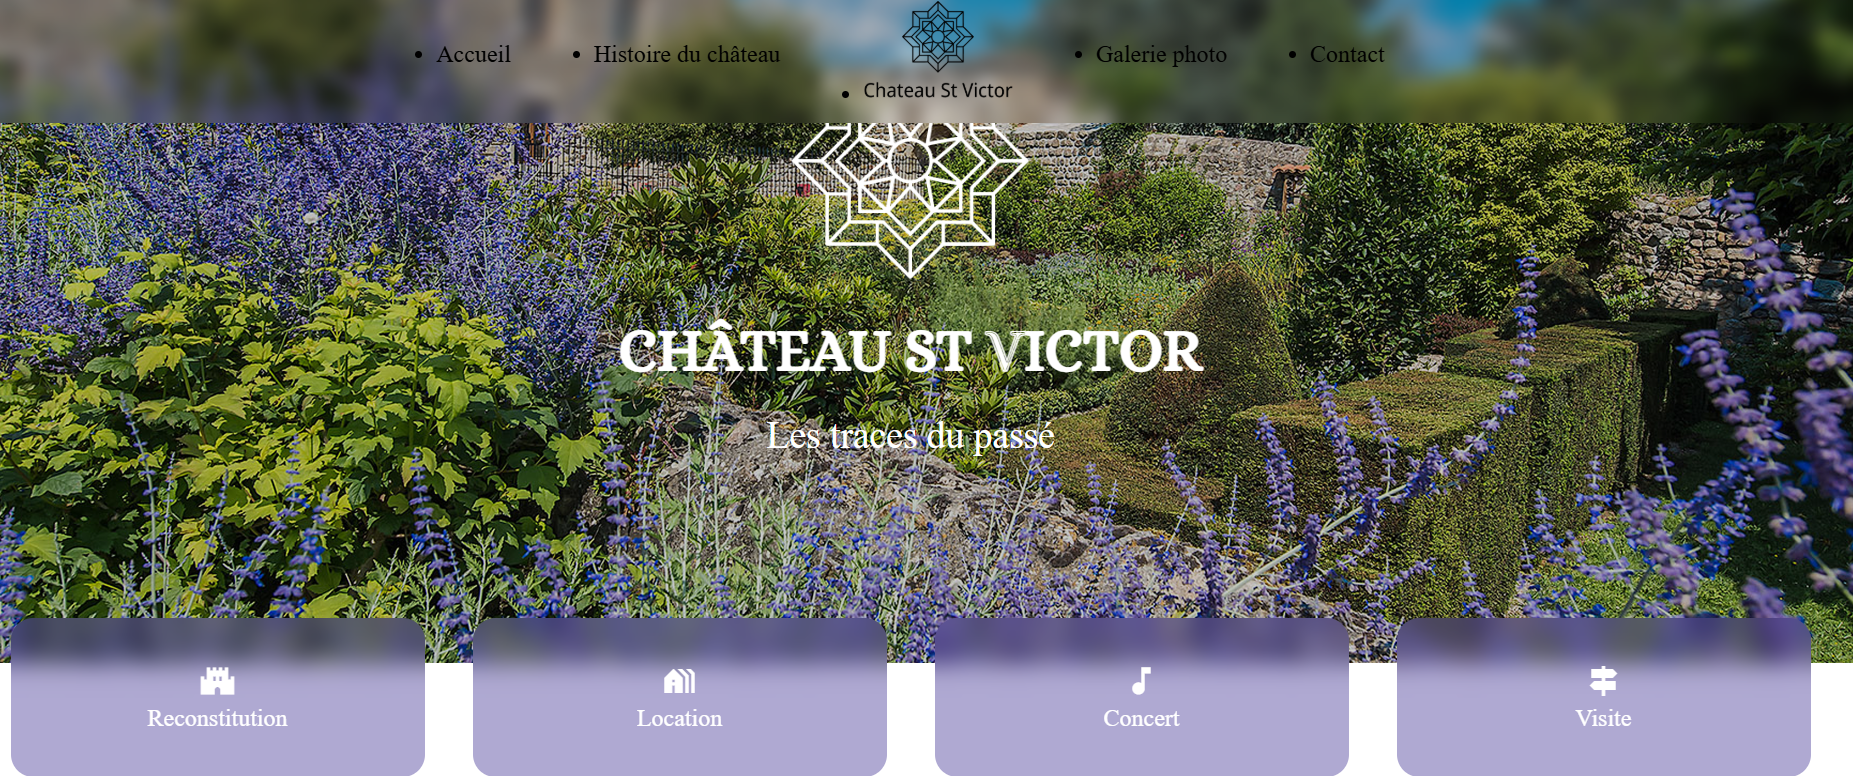 Accueil
Histoire du château
Chateau St Victor
Galerie photo
Contact
CHÂTEAU ST VICTOR
Les traces du passé
Reconstitution
Location
Concert
Visite